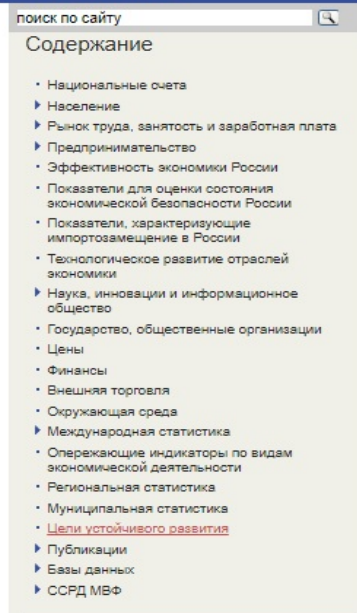 поиск по сайту
Содержание
Национальные счета
Население
Рынок труда, занятость и заработная плата
Предпринимательство
Эффективность экономики России
Показатели для оценки состояния
экономической безопасности России
Показатели, характеризующие
импортозамещение в России
Технологическое развитие отраслей
экономики
Наука, инновации и информационное
общество
Государство, общественные организации
Цены
Финансы
Внешняя торговля
Окружающая среда
Международная статистика
Опережающие индикаторы по видам
экономической деятельности
Региональная статистика
Муниципальная статистика
Цели устойчивого развития
Публикации
Базы данных
ССРД МВФ